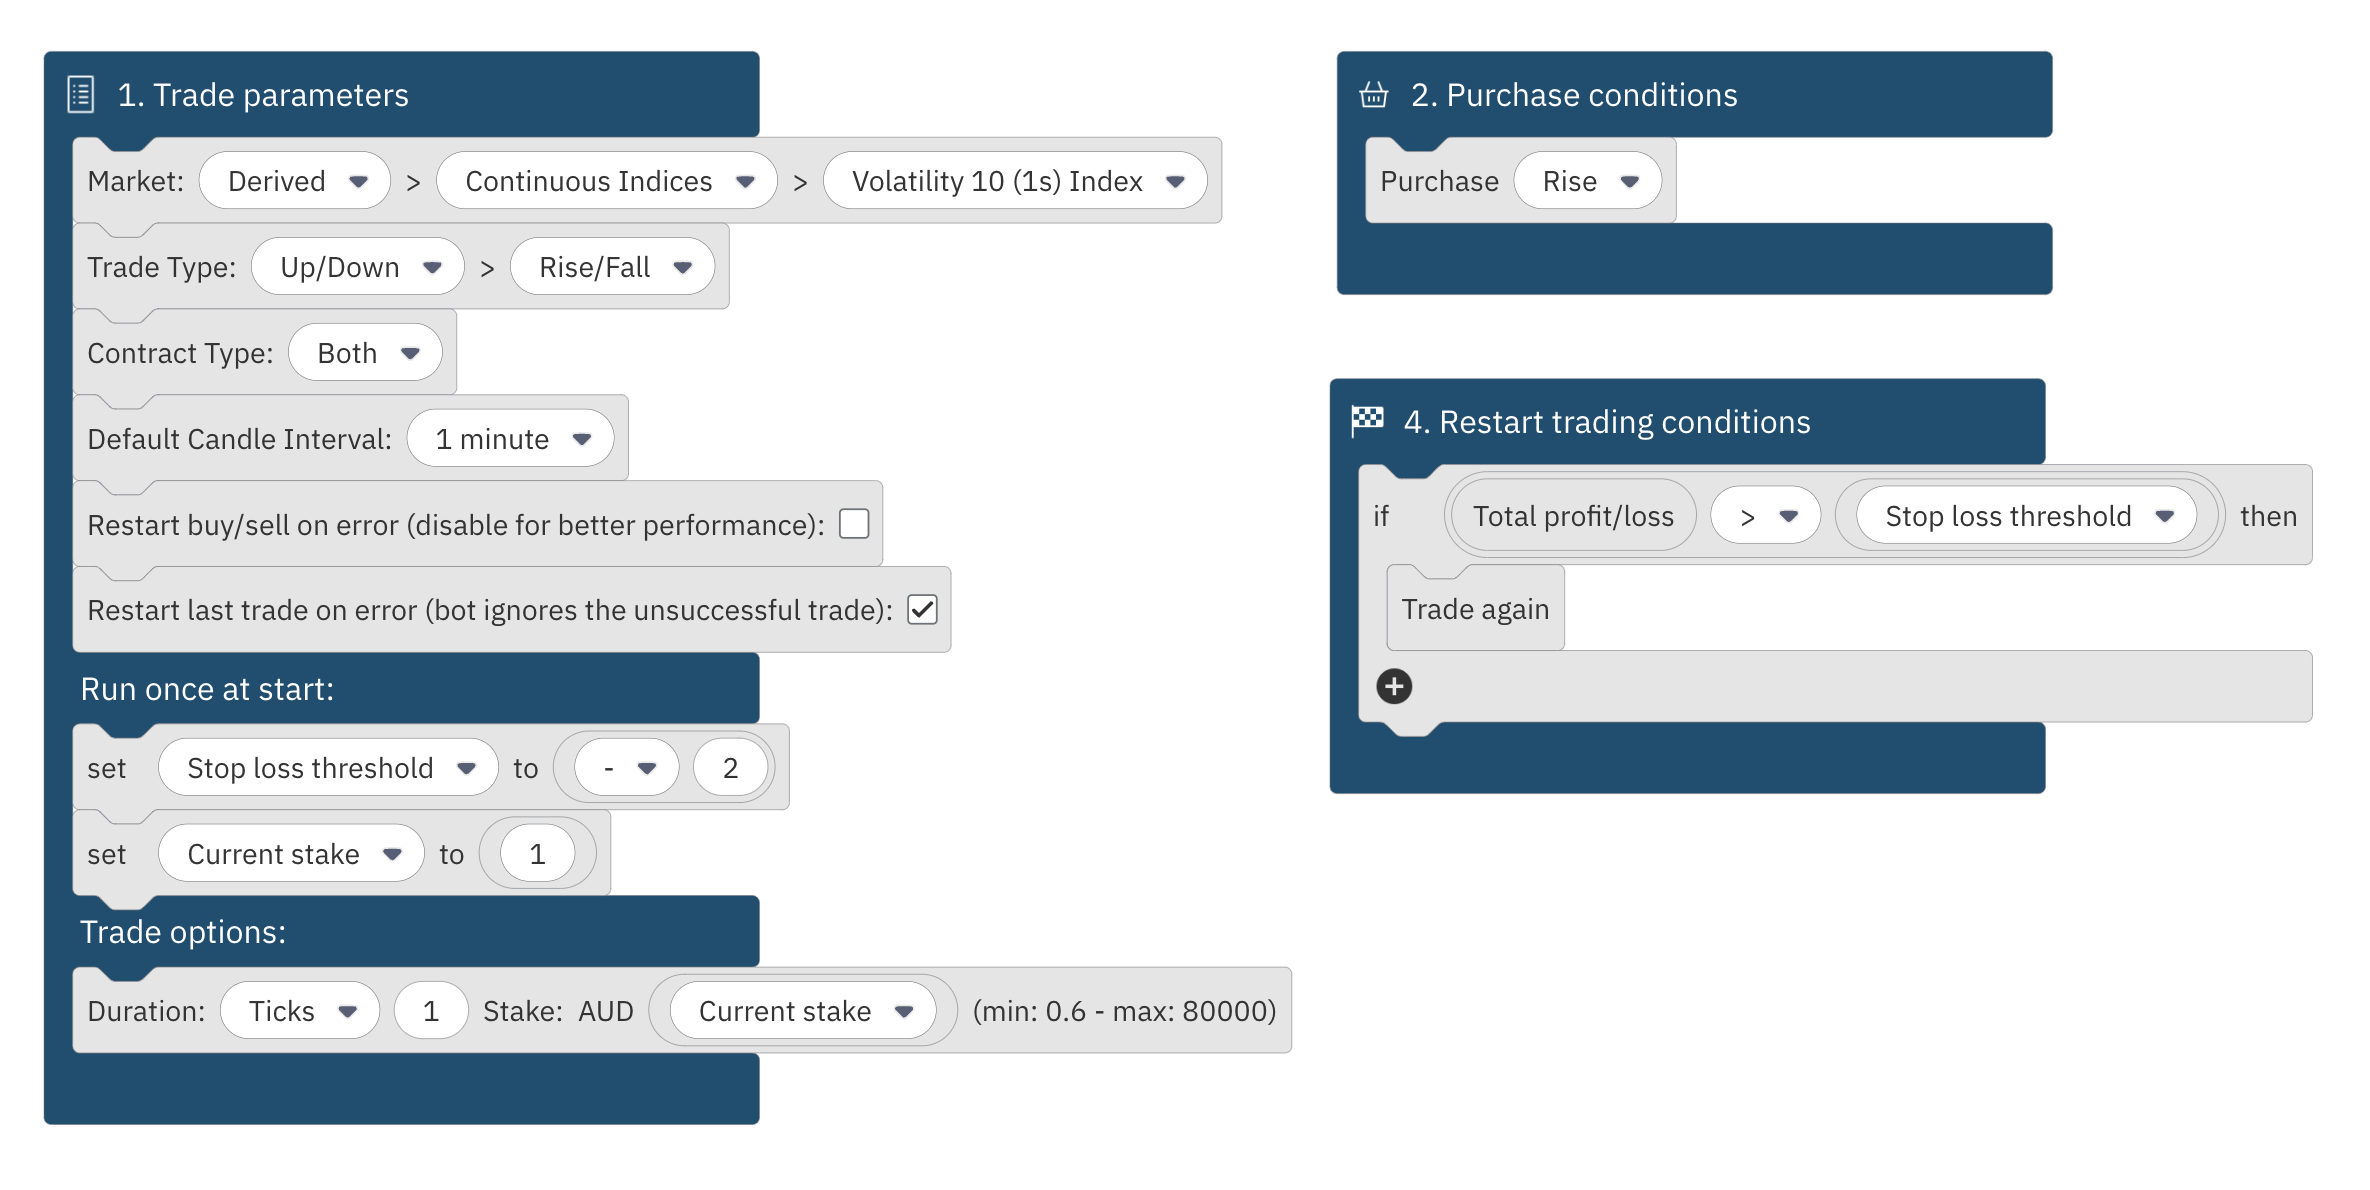 1. Trade parameters
Market: Derived > Continuous Indices > Volatility 10 (1s) Index
Trade Type: Up/Down > Rise/Fall
Contract Type: Both
Default Candle Interval: 1 minute
Restart buy/sell on error (disable for better performance):
Restart last trade on error (bot ignores the unsuccessful trade):
Run once at start:
set Stop loss threshold to - 2
set Current stake to 1
Trade options:
Duration: Ticks 1 Stake: AUD Current stake (min: 0.6 - max: 80000)
2. Purchase conditions
Purchase Rise
4. Restart trading conditions
if Total profit/loss > Stop loss threshold then
Trade again